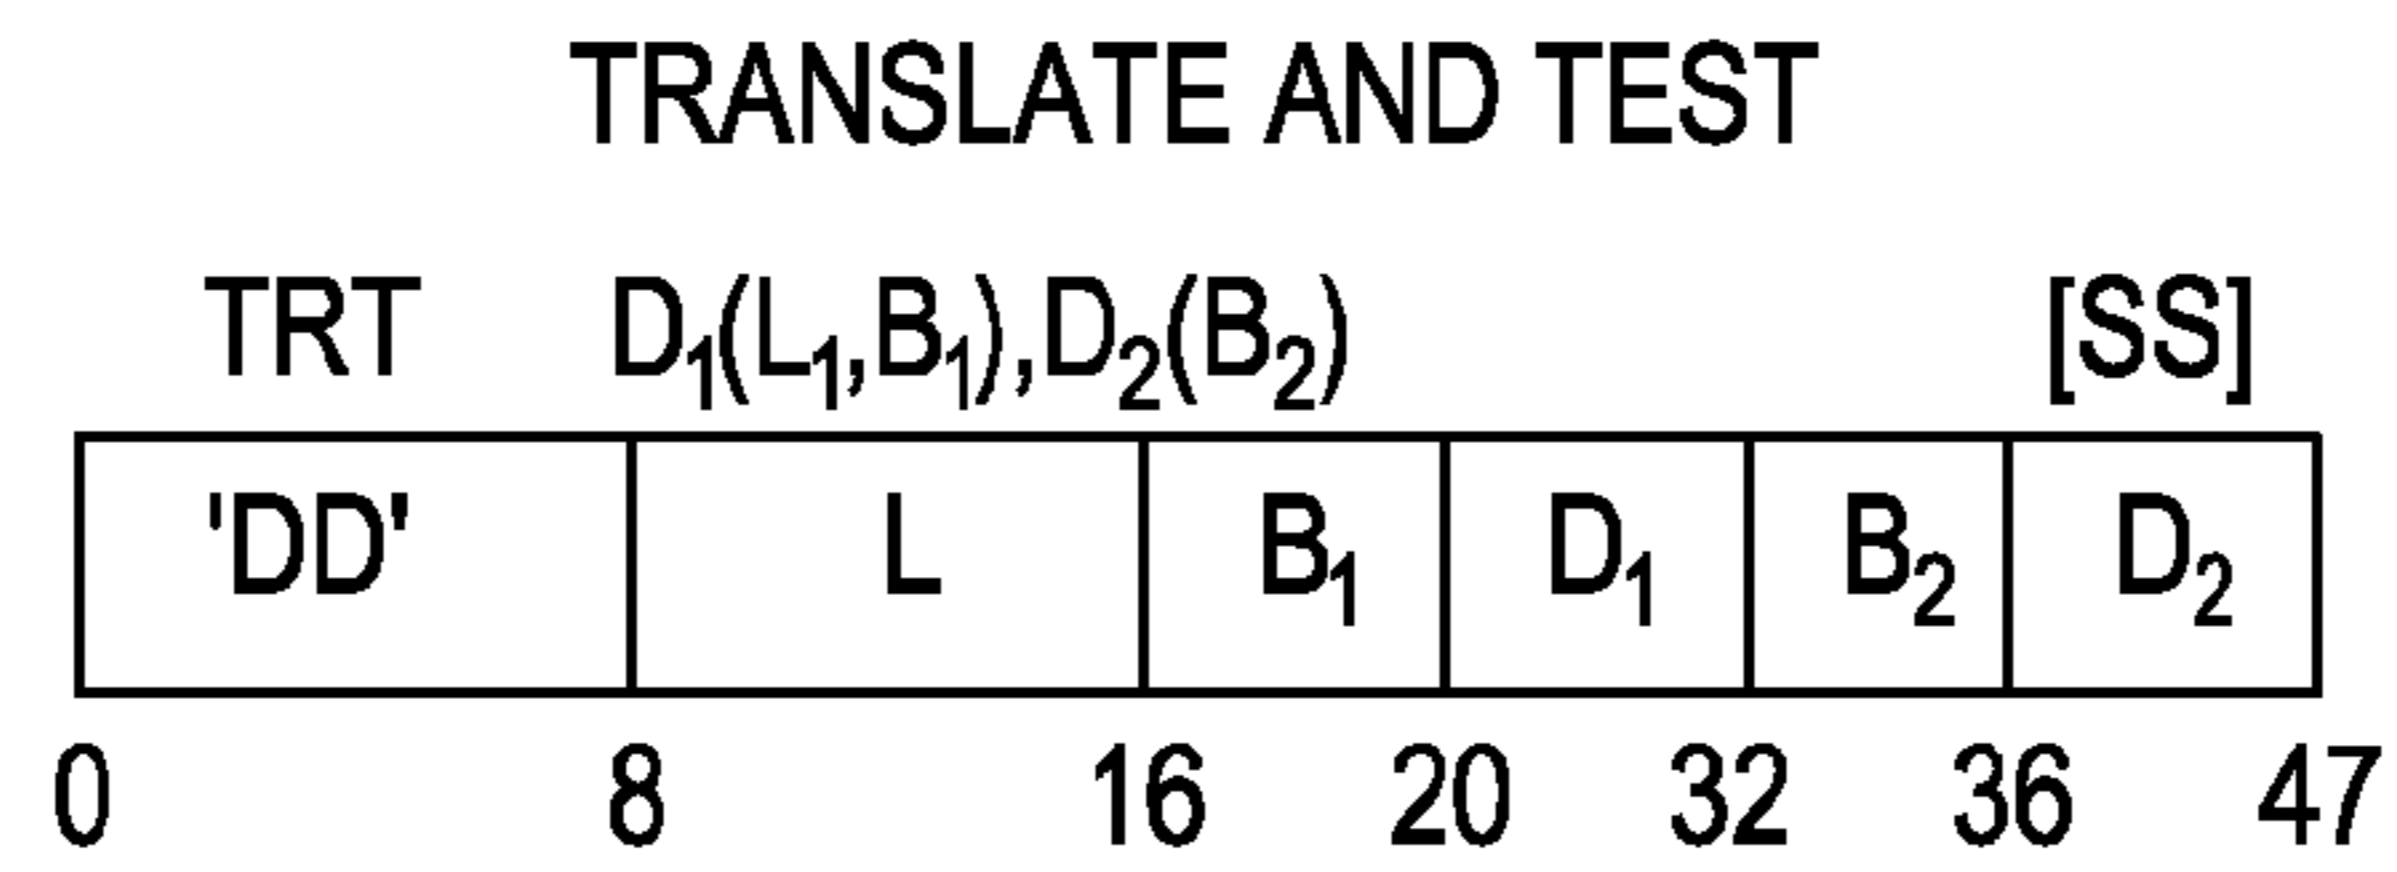 TRANSLATE AND TEST
TRT D₁(L₁,B₁),D₂(B₂) [SS]
'DD' L B₁ D₁ B₂ D₂
0 8 16 20 32 36 47